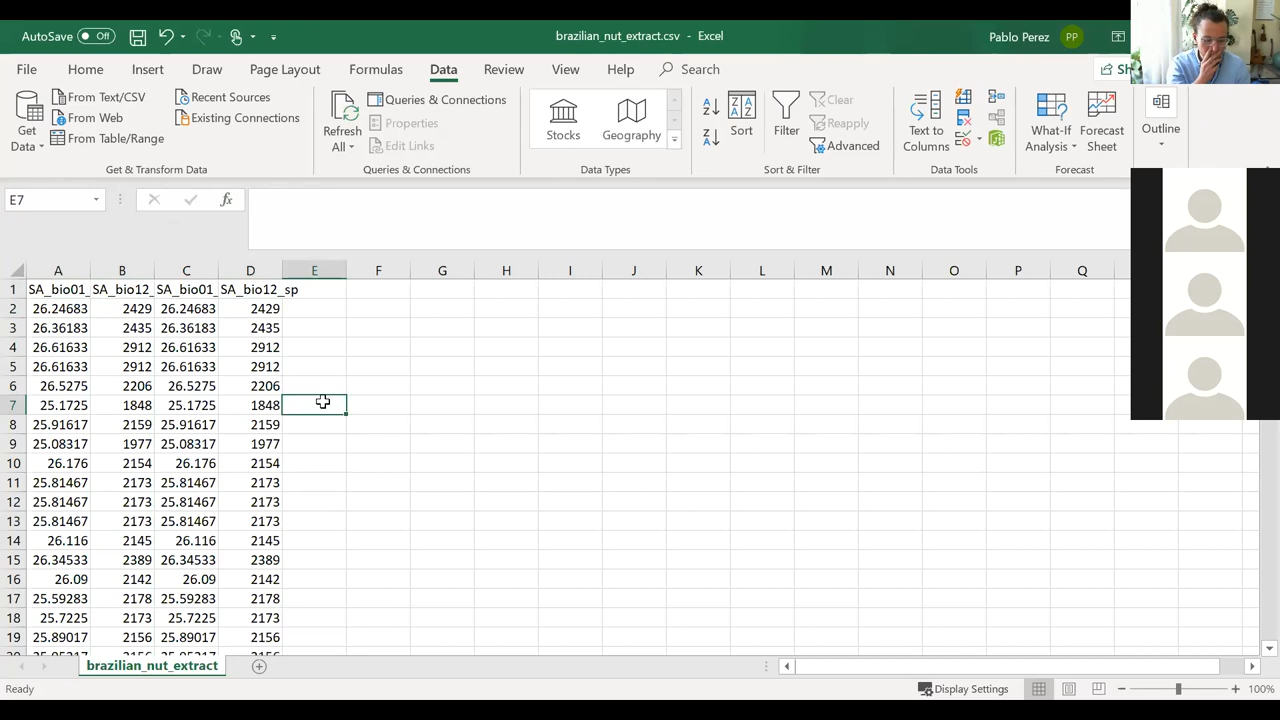 AutoSave Off brazilian_nut_extract.csv - Excel Pablo Perez PP
File Home Insert Draw Page Layout Formulas Data Review View Help Search Sh
Get Data
From Text/CSV
From Web
From Table/Range
Recent Sources
Existing Connections
Get & Transform Data
Refresh All
Queries & Connections
Properties
Edit Links
Queries & Connections
Stocks Geography
Data Types
Sort Filter
Clear
Reapply
Advanced
Sort & Filter
Text to Columns
Data Tools
What-If Analysis
Forecast Sheet
Forecast
Outline
E7 fx
A B C D E F G H I J K L M N O P Q
1 SA_bio01_ SA_bio12_ SA_bio01_ SA_bio12_sp
2 26.24683 2429 26.24683 2429
3 26.36183 2435 26.36183 2435
4 26.61633 2912 26.61633 2912
5 26.61633 2912 26.61633 2912
6 26.5275 2206 26.5275 2206
7 25.1725 1848 25.1725 1848
8 25.91617 2159 25.91617 2159
9 25.08317 1977 25.08317 1977
10 26.176 2154 26.176 2154
11 25.81467 2173 25.81467 2173
12 25.81467 2173 25.81467 2173
13 25.81467 2173 25.81467 2173
14 26.116 2145 26.116 2145
15 26.34533 2389 26.34533 2389
16 26.09 2142 26.09 2142
17 25.59283 2178 25.59283 2178
18 25.7225 2173 25.7225 2173
19 25.89017 2156 25.89017 2156
brazilian_nut_extract
Ready Display Settings 100%